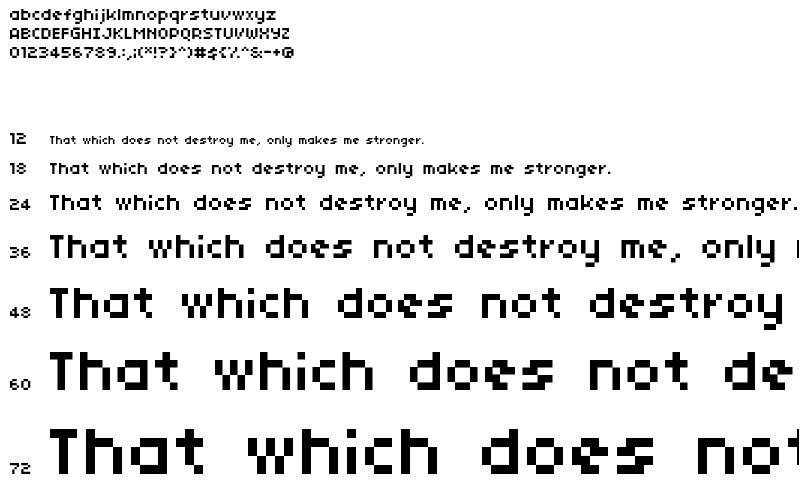 abcdefghijklmnopqrstuvwxyz
ABCDEFGHIJKLMNOPQRSTUVWXYZ
0123456789.:,;(*!?}^)#${%^&-+@
12 That which does not destroy me, only makes me stronger.
18 That which does not destroy me, only makes me stronger.
24 That which does not destroy me, only makes me stronger.
36 That which does not destroy me, only
48 That which does not destroy
60 That which does not de
72 That which does not